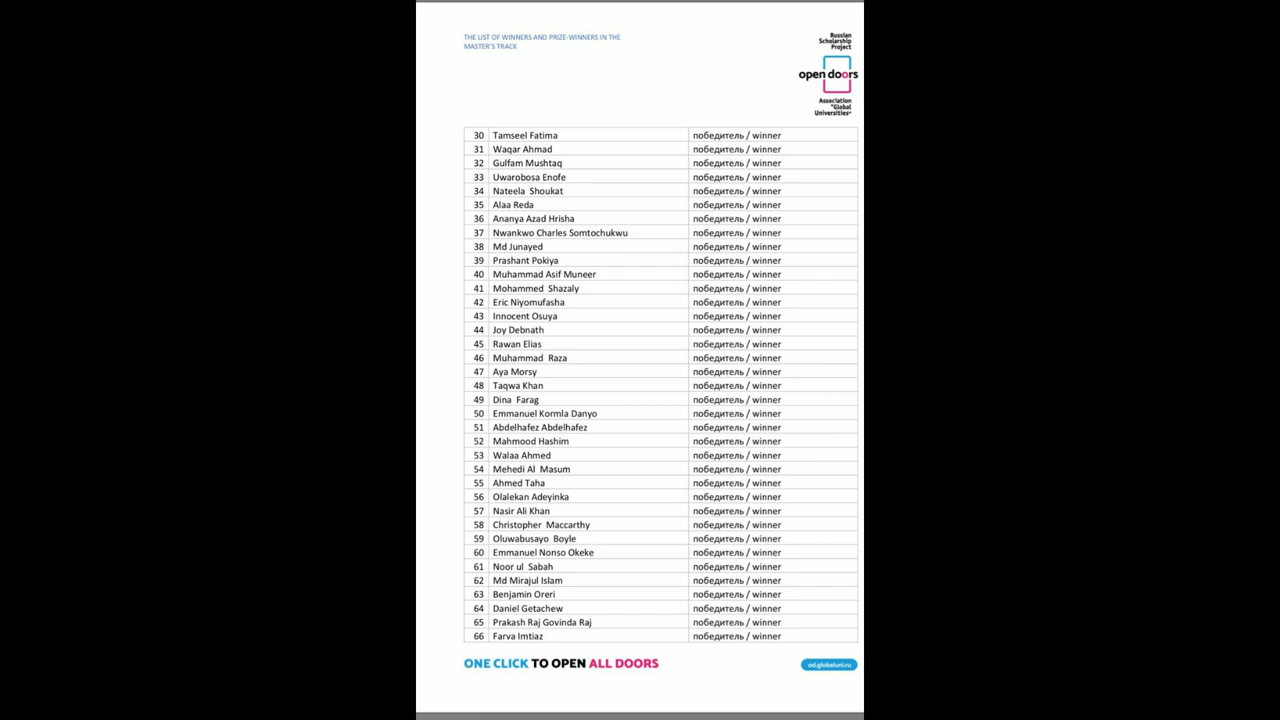 THE LIST OF WINNERS AND PRIZE-WINNERS IN THE
MASTER'S TRACK
Russian
Scholarship
Project
open doors
Association
"Global
Universities"
30 Tamseel Fatima победитель / winner
31 Waqar Ahmad победитель / winner
32 Gulfam Mushtaq победитель / winner
33 Uwarobosa Enofe победитель / winner
34 Nateela Shoukat победитель / winner
35 Alaa Reda победитель / winner
36 Ananya Azad Hrisha победитель / winner
37 Nwankwo Charles Somtochukwu победитель / winner
38 Md Junayed победитель / winner
39 Prashant Pokiya победитель / winner
40 Muhammad Asif Muneer победитель / winner
41 Mohammed Shazaly победитель / winner
42 Eric Niyomufasha победитель / winner
43 Innocent Osuya победитель / winner
44 Joy Debnath победитель / winner
45 Rawan Elias победитель / winner
46 Muhammad Raza победитель / winner
47 Aya Morsy победитель / winner
48 Taqwa Khan победитель / winner
49 Dina Farag победитель / winner
50 Emmanuel Kormla Danyo победитель / winner
51 Abdelhafez Abdelhafez победитель / winner
52 Mahmood Hashim победитель / winner
53 Walaa Ahmed победитель / winner
54 Mehedi Al Masum победитель / winner
55 Ahmed Taha победитель / winner
56 Olalekan Adeyinka победитель / winner
57 Nasir Ali Khan победитель / winner
58 Christopher Maccarthy победитель / winner
59 Oluwabusayo Boyle победитель / winner
60 Emmanuel Nonso Okeke победитель / winner
61 Noor ul Sabah победитель / winner
62 Md Mirajul Islam победитель / winner
63 Benjamin Oreri победитель / winner
64 Daniel Getachew победитель / winner
65 Prakash Raj Govinda Raj победитель / winner
66 Farva Imtiaz победитель / winner
ONE CLICK TO OPEN ALL DOORS
od.globaluni.ru